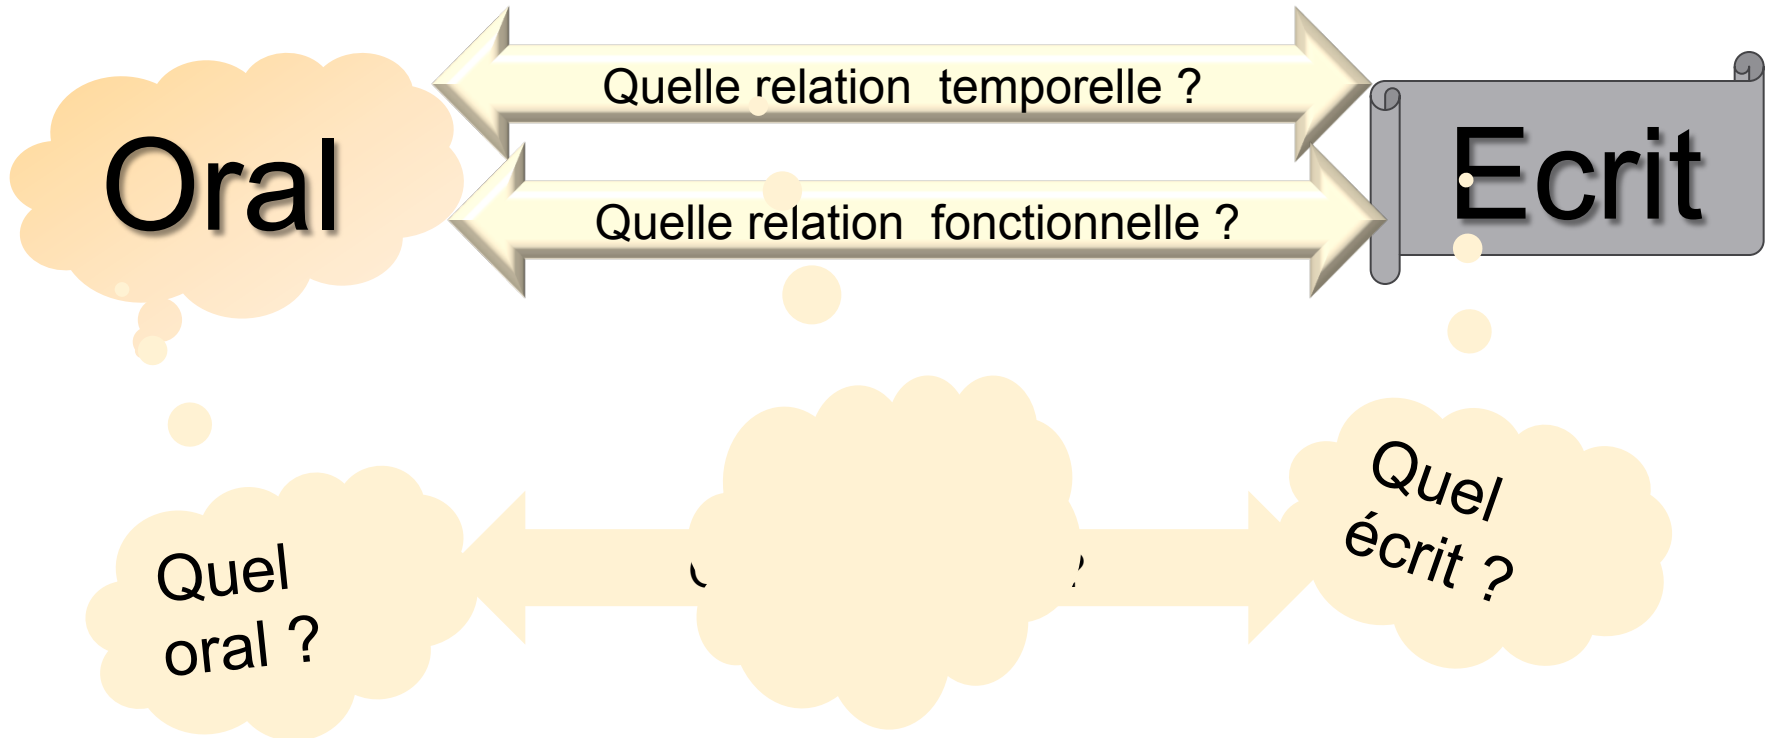 Quelle relation temporelle ?
Oral
Ecrit
Quelle relation fonctionnelle ?
Quel
écrit ?
Quel
oral ?